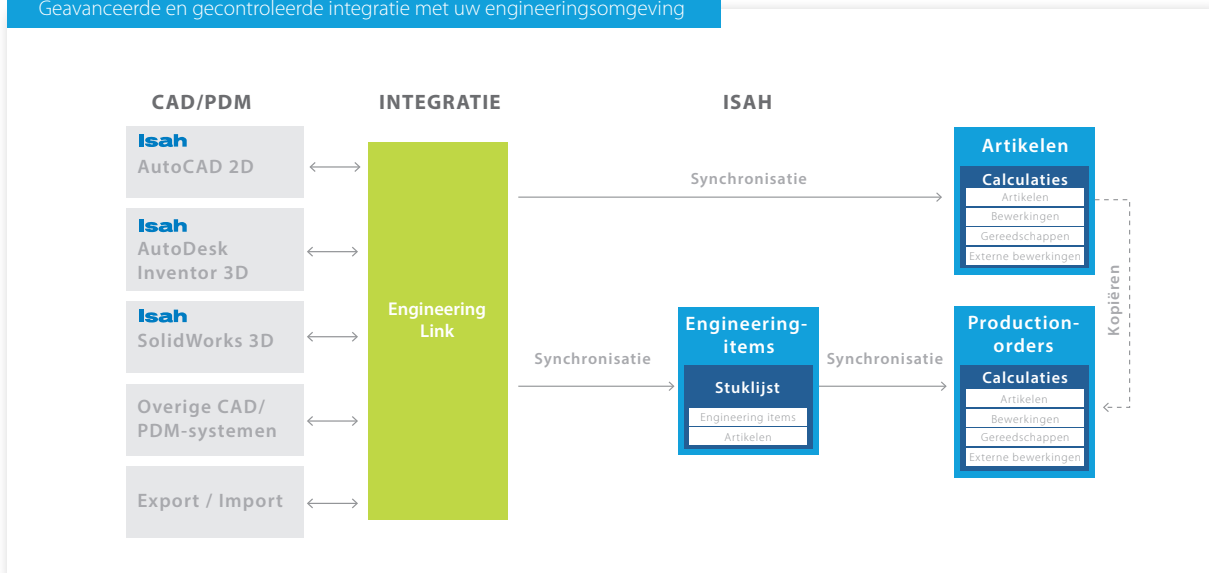 Geavanceerde en gecontroleerde integratie met uw engineeringsomgeving
CAD/PDM
INTEGRATIE
ISAH
Isah
AutoCAD 2D
Isah
AutoDesk
Inventor 3D
Isah
SolidWorks 3D
Overige CAD/
PDM-systemen
Export / Import
Engineering
Link
Synchronisatie
Artikelen
Calculaties
Artikelen
Bewerkingen
Gereedschappen
Externe bewerkingen
Kopiëren
Synchronisatie
Engineering-
items
Stuklijst
Engineering items
Artikelen
Synchronisatie
Production-
orders
Calculaties
Artikelen
Bewerkingen
Gereedschappen
Externe bewerkingen